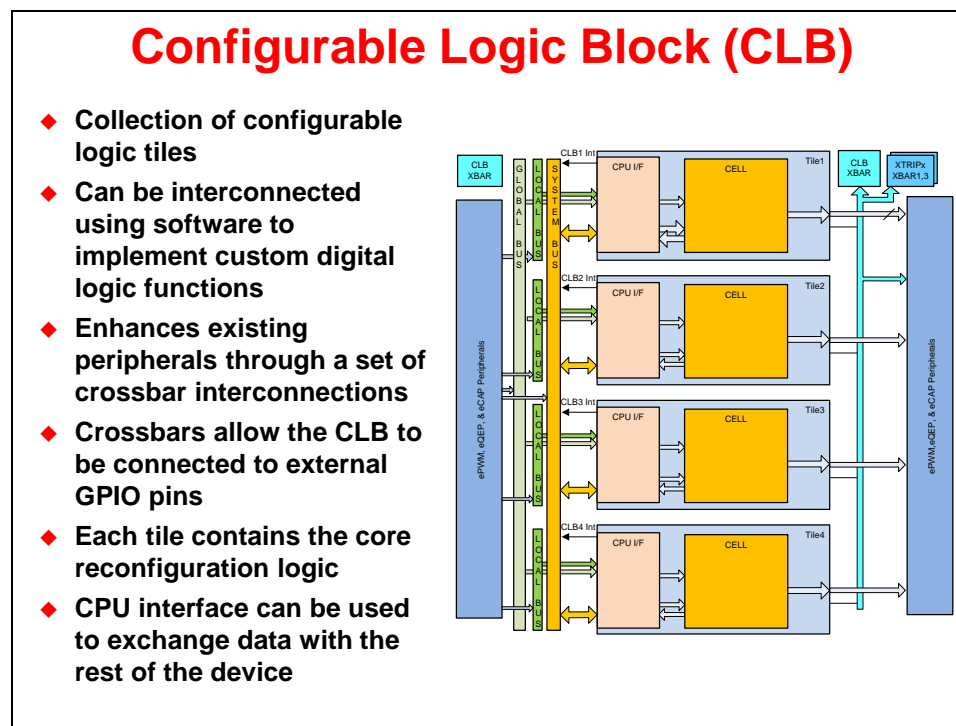 Configurable Logic Block (CLB)
Collection of configurable
logic tiles
Can be interconnected
using software to
implement custom digital
logic functions
Enhances existing
peripherals through a set of
crossbar interconnections
Crossbars allow the CLB to
be connected to external
GPIO pins
Each tile contains the core
reconfiguration logic
CPU interface can be used
to exchange data with the
rest of the device
CLB
XBAR
ePWM, eQEP, & eCAP Peripherals
GLOBAL BUS
LOCAL BUS
SYSTEM BUS
CLB1 Int
CPU I/F
CELL
Tile1
LOCAL BUS
CLB2 Int
CPU I/F
CELL
Tile2
LOCAL BUS
CLB3 Int
CPU I/F
CELL
Tile3
LOCAL BUS
CLB4 Int
CPU I/F
CELL
Tile4
CLB
XBAR
XTRIPx
XBAR1,3
ePWM,eQEP, & eCAP Peripherals